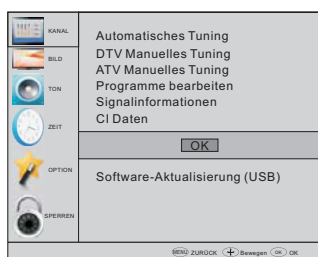 KANAL
BILD
TON
ZEIT
OPTION
SPERREN
Automatisches Tuning
DTV Manuelles Tuning
ATV Manuelles Tuning
Programme bearbeiten
Signalinformationen
CI Daten
OK
Software-Aktualisierung (USB)
MENU ZURÜCK Bewegen OK OK